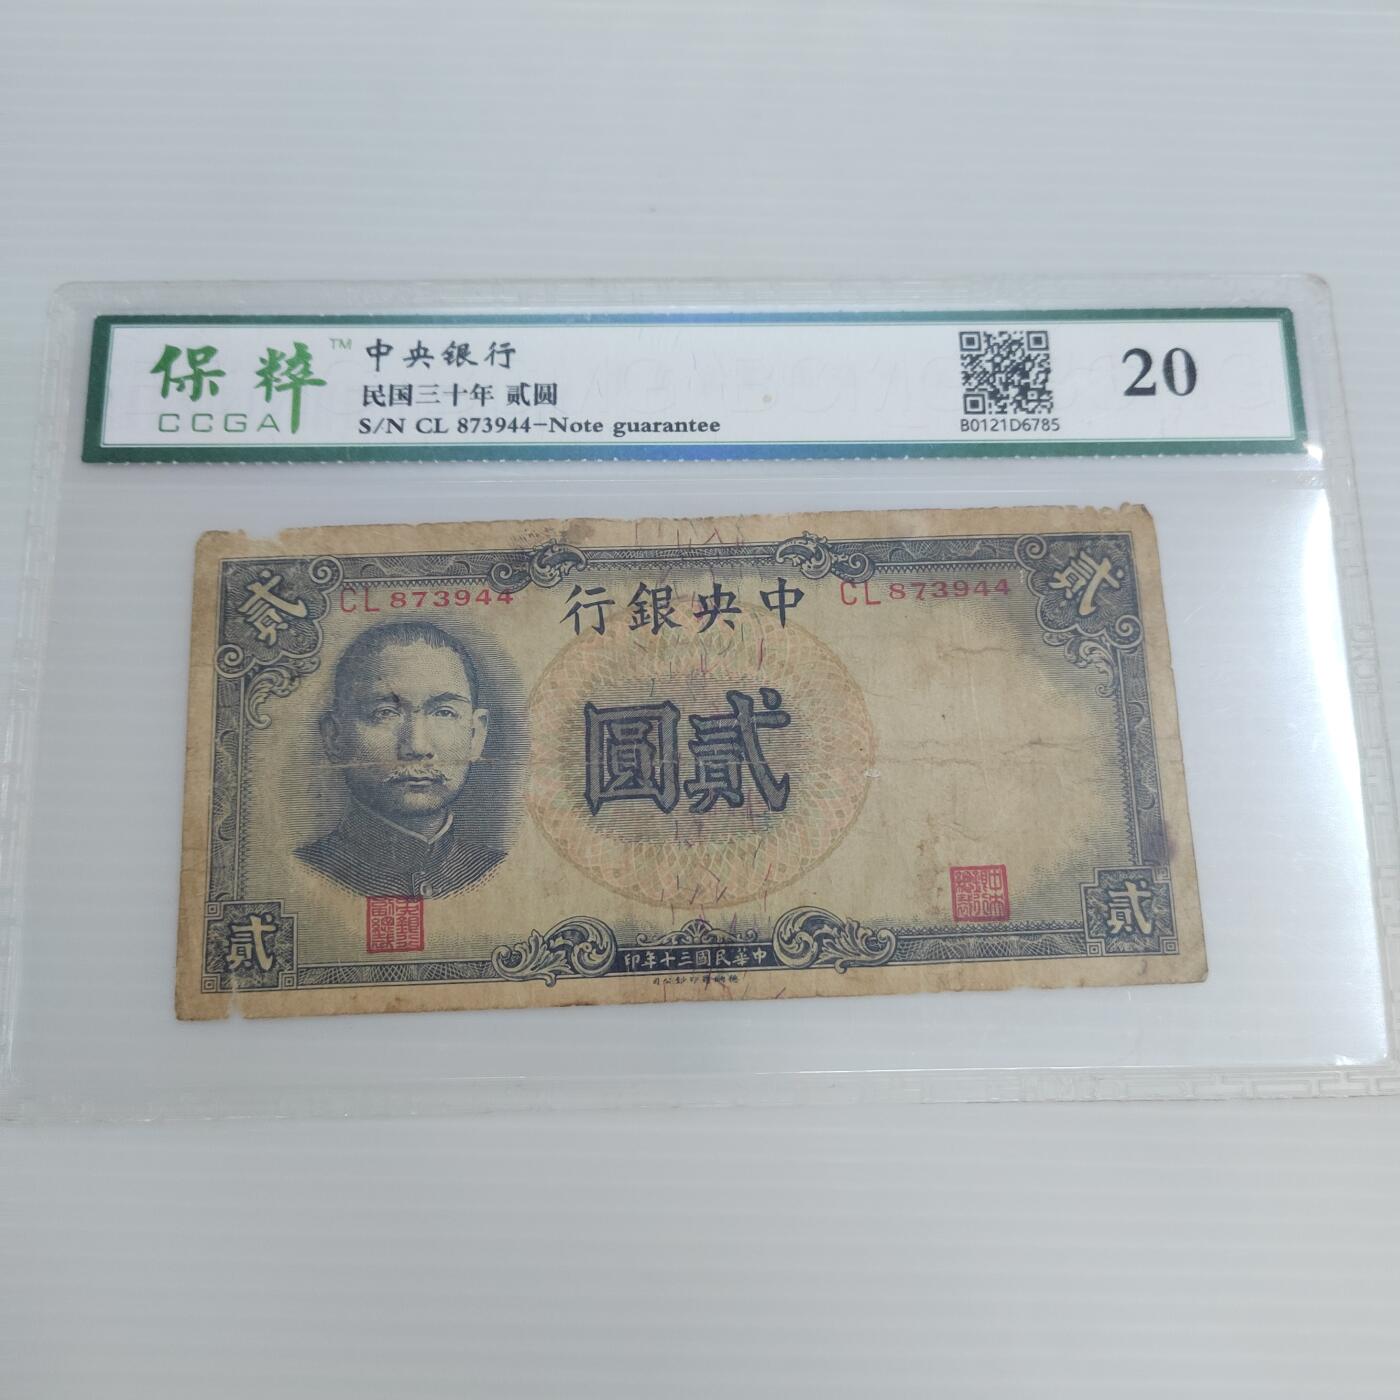 保粹™
CCGA
中央银行
民国三十年 贰圆
S/N CL 873944-Note guarantee
B0121D6785
20
貳
CL 873944
行銀央中
CL 873944
貳
圓貳
貳
印年十三國民華中
貳